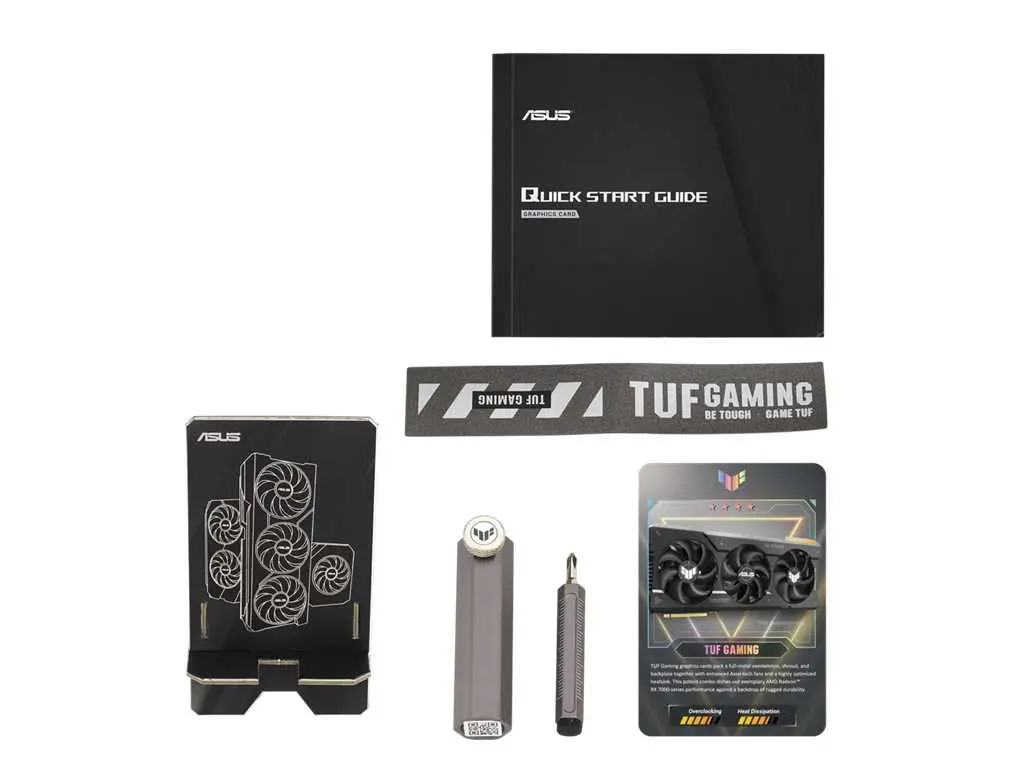 ASUS
QUICK START GUIDE
GRAPHICS CARD
TUF GAMING
TUF GAMING
BE TOUGH · GAME TUF
ASUS
ASUS
TUF GAMING
TUF Gaming graphics cards pack a full-metal exoskeleton, shroud, and
backplate together with enhanced Axial-tech fans and a highly optimized
heatsink. This potent combo dishes out exemplary AMD Radeon™
RX 7000-series performance against a backdrop of rugged durability.
Overclocking
Heat Dissipation